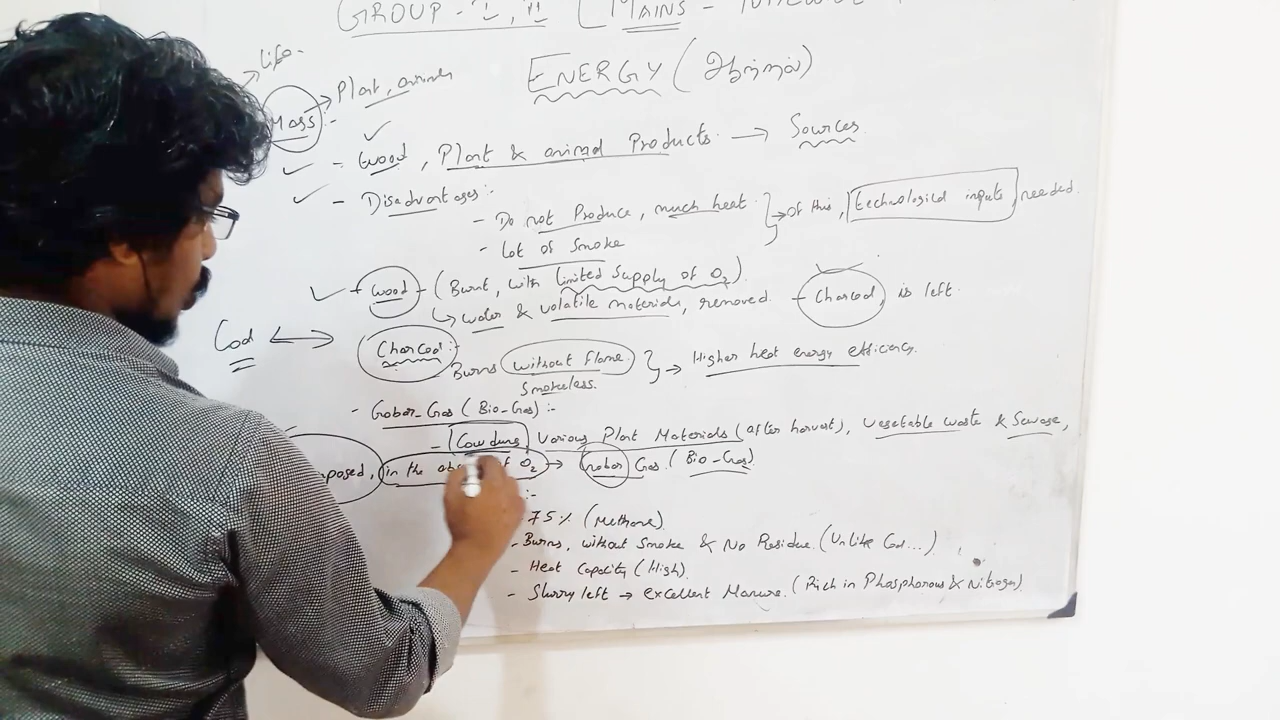 GROUP - I, II ( MAINS -
ENERGY ( ஆற்றல் )
Life
Mass :- Plant, animals
- Wood, Plant & animal Products → Sources
- Disadvantages :-
- Do not Produce, much heat
- Lot of Smoke
} → Of this, technological inputs, needed.
+ Wood - (Burnt, with limited Supply of O2)
↳ water & volatile materials, removed - Charcoal, is left.
Coal ↔ Charcoal :-
Burns without flame
Smokeless.
} → Higher heat energy efficiency.
- Gobar-Gas (Bio-Gas) :-
- Cow dung, Various Plant Materials (after harvest), Vegetable waste & Sewage,
posed, in the of O2 → Gobar Gas. (Bio-Gas)
:-
75% (Methane)
- Burns, without Smoke & No Residue. (Unlike Coal...)
- Heat Capacity (High).
- Slurry left → Excellent Manure. (Rich in Phosphorous & Nitrogen)